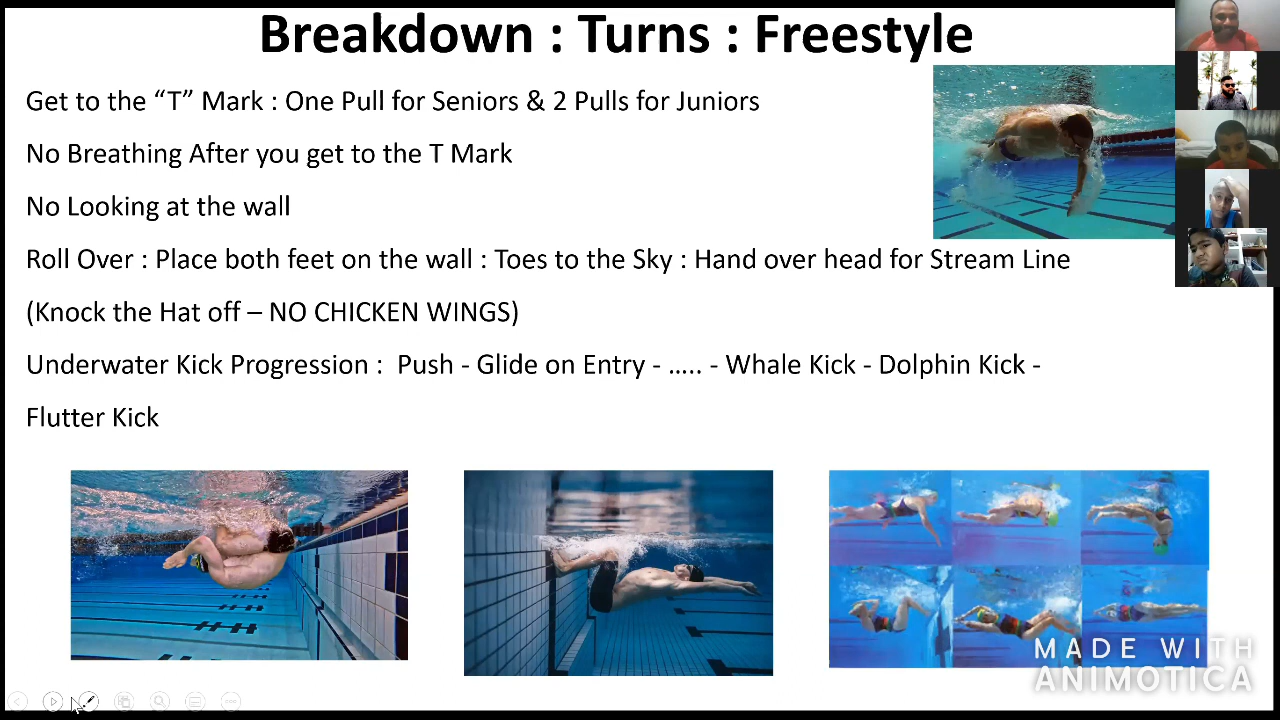 Breakdown : Turns : Freestyle
Get to the “T” Mark : One Pull for Seniors & 2 Pulls for Juniors
No Breathing After you get to the T Mark
No Looking at the wall
Roll Over : Place both feet on the wall : Toes to the Sky : Hand over head for Stream Line
(Knock the Hat off – NO CHICKEN WINGS)
Underwater Kick Progression : Push - Glide on Entry - ..... - Whale Kick - Dolphin Kick -
Flutter Kick
MADE WITH
ANIMOTICA